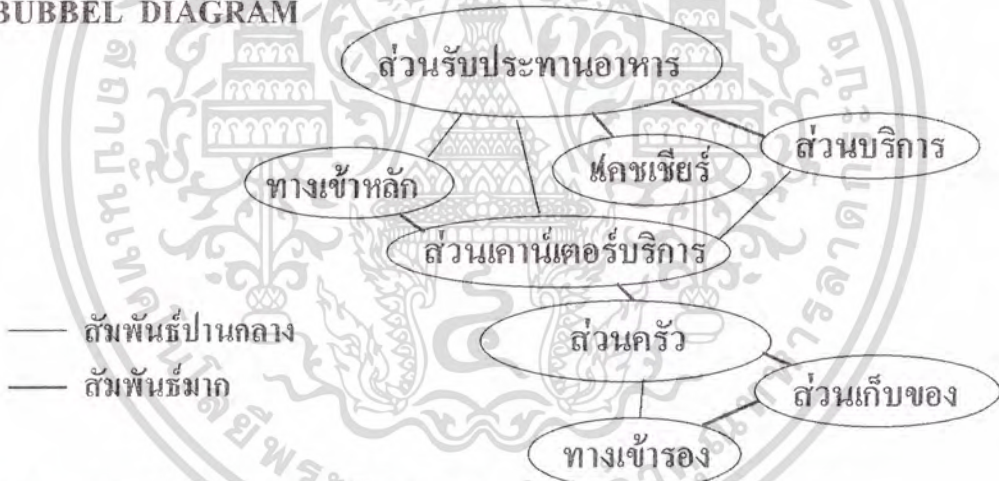 BUBBEL DIAGRAM
ส่วนรับประทานอาหาร
ส่วนบริการ
แคชเชียร์
ทางเข้าหลัก
ส่วนเคาน์เตอร์บริการ
สัมพันธ์ปานกลาง
ส่วนครัว
สัมพันธ์มาก
ส่วนเก็บของ
ทางเข้ารอง